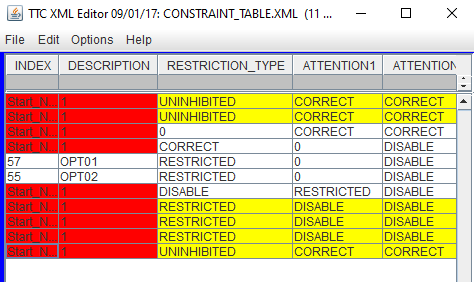 TTC XML Editor 09/01/17: CONSTRAINT_TABLE.XML (11 ...
File Edit Options Help
INDEX DESCRIPTION RESTRICTION_TYPE ATTENTION1 ATTENTION
Start_N... 1 UNINHIBITED CORRECT CORRECT
Start_N... 1 UNINHIBITED CORRECT CORRECT
Start_N... 1 0 CORRECT CORRECT
Start_N... 1 CORRECT 0 DISABLE
57 OPT01 RESTRICTED 0 DISABLE
55 OPT02 RESTRICTED 0 DISABLE
Start_N... 1 DISABLE RESTRICTED DISABLE
Start_N... 1 RESTRICTED DISABLE DISABLE
Start_N... 1 RESTRICTED DISABLE DISABLE
Start_N... 1 RESTRICTED DISABLE DISABLE
Start_N... 1 UNINHIBITED CORRECT CORRECT